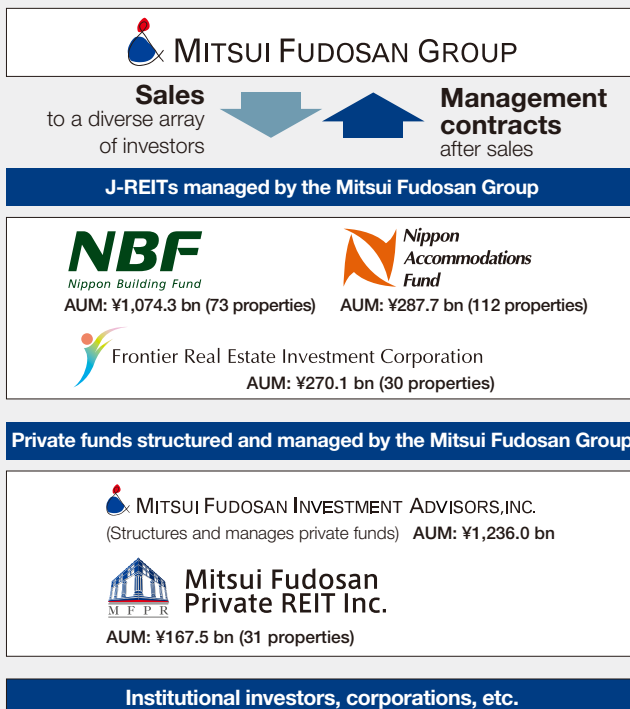 MITSUI FUDOSAN GROUP
Sales
to a diverse array
of investors
Management
contracts
after sales
J-REITs managed by the Mitsui Fudosan Group
NBF
Nippon Building Fund
AUM: ¥1,074.3 bn (73 properties)
Nippon
Accommodations
Fund
AUM: ¥287.7 bn (112 properties)
Frontier Real Estate Investment Corporation
AUM: ¥270.1 bn (30 properties)
Private funds structured and managed by the Mitsui Fudosan Group
MITSUI FUDOSAN INVESTMENT ADVISORS,INC.
(Structures and manages private funds) AUM: ¥1,236.0 bn
MFPR
Mitsui Fudosan
Private REIT Inc.
AUM: ¥167.5 bn (31 properties)
Institutional investors, corporations, etc.